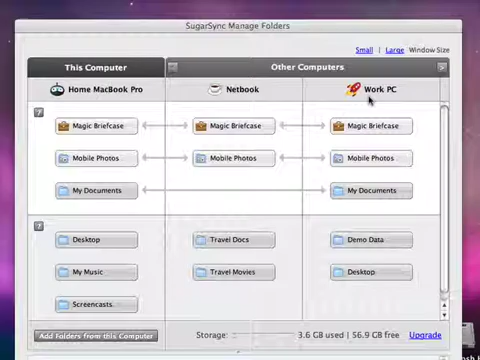 SugarSync Manage Folders
Small | Large Window Size
This Computer
Other Computers
Home MacBook Pro
Netbook
Work PC
?
Magic Briefcase
Magic Briefcase
Magic Briefcase
Mobile Photos
Mobile Photos
Mobile Photos
My Documents
My Documents
?
Desktop
Travel Docs
Demo Data
My Music
Travel Movies
Desktop
Screencasts
Add Folders from this Computer
Storage:
3.6 GB used | 56.9 GB free
Upgrade